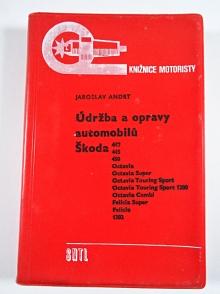 KNIŽNICE MOTORISTY
JAROSLAV ANDRT
Údržba a opravy
automobilů
Škoda 440
445
450
Octavia
Octavia Super
Octavia Touring Sport
Octavia Touring Sport 1200
Octavia Combi
Felicia Super
Felicia
1202
SNTL